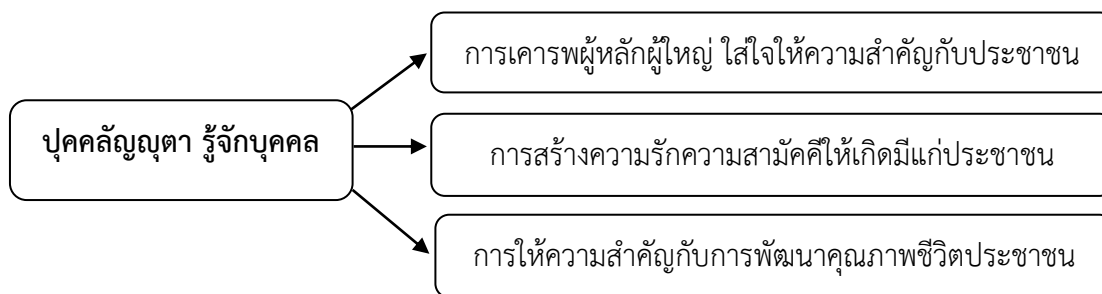 การเคารพผู้หลักผู้ใหญ่ ใส่ใจให้ความสำคัญกับประชาชน
ปุคคลัญญุตา รู้จักบุคคล
การสร้างความรักความสามัคคีให้เกิดมีแก่ประชาชน
การให้ความสำคัญกับการพัฒนาคุณภาพชีวิตประชาชน